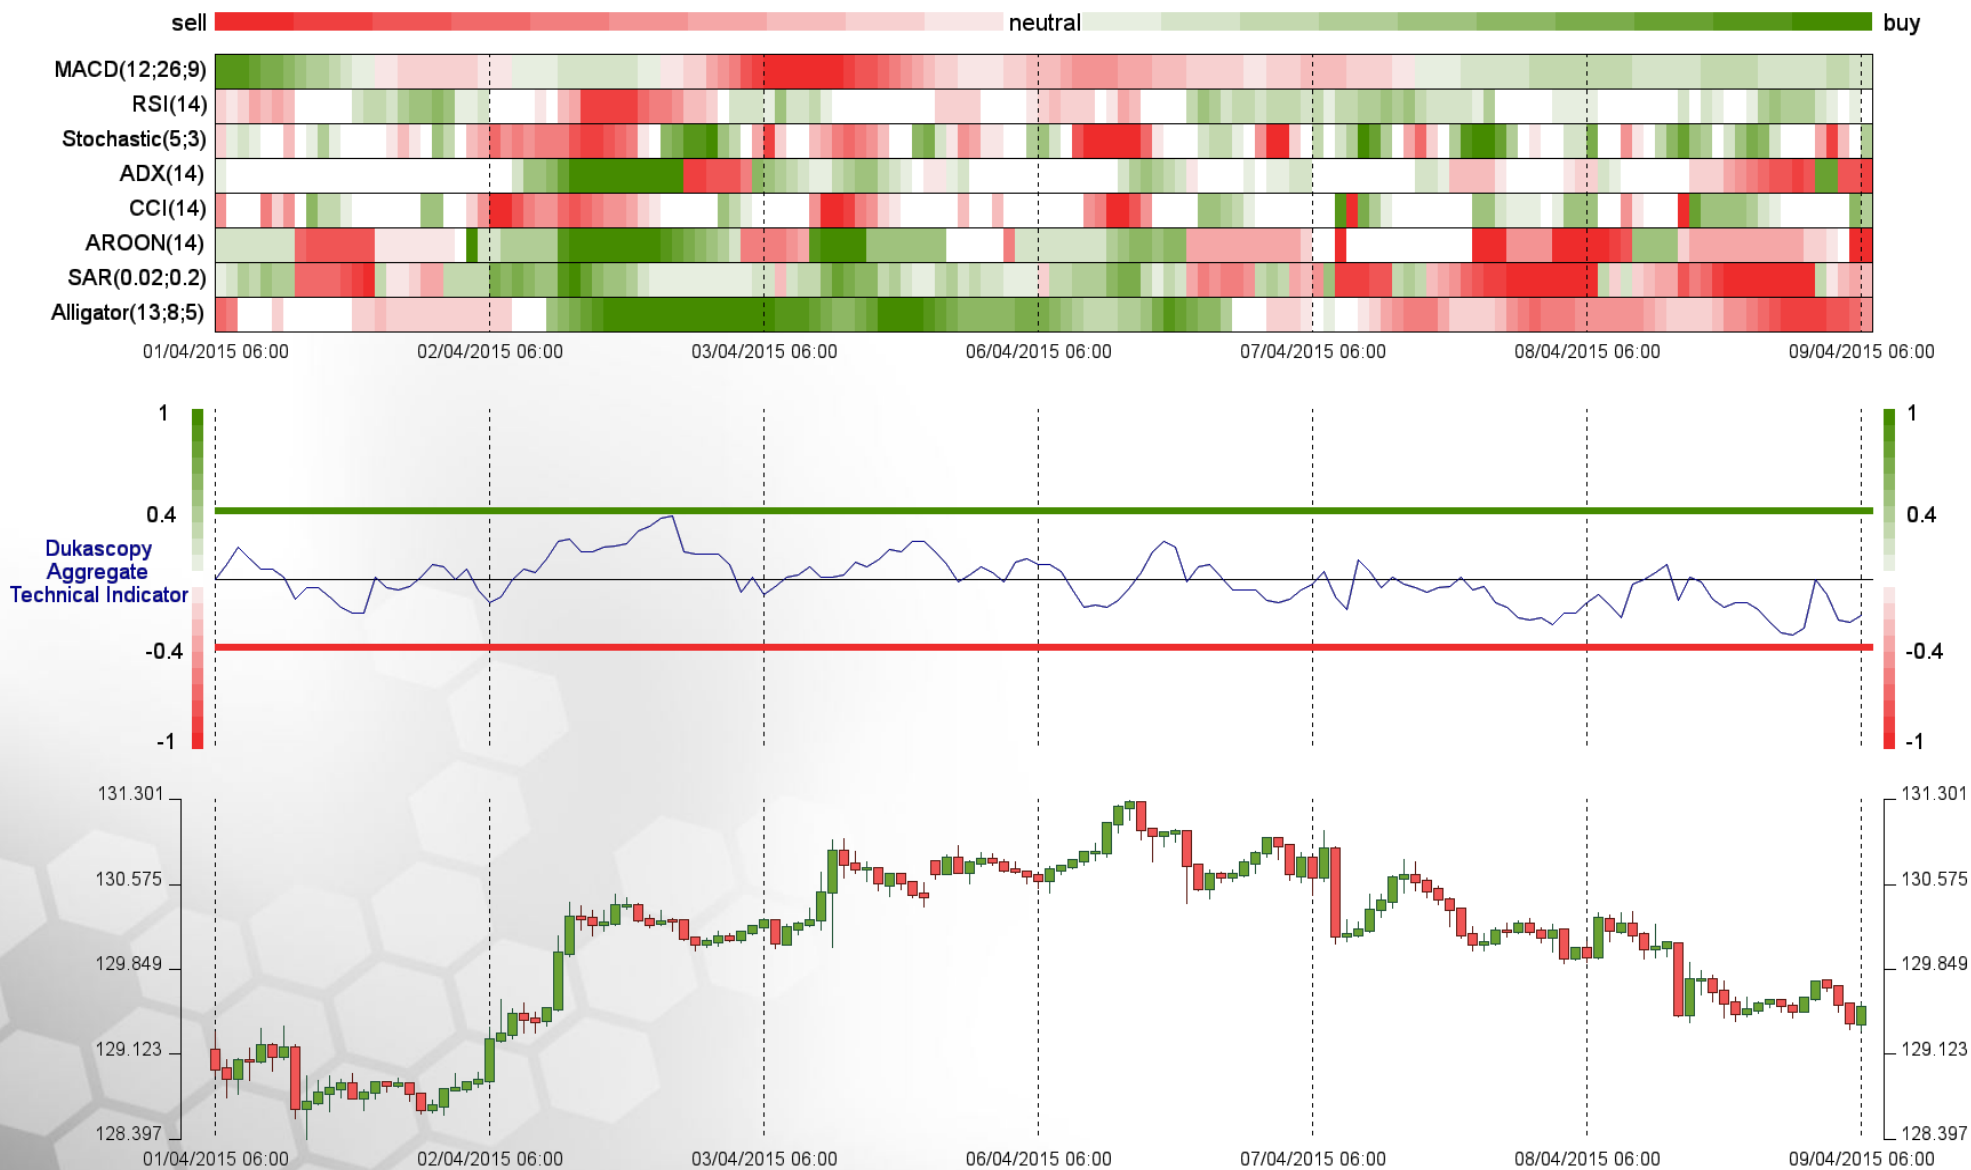 sell neutral buy
MACD(12;26;9)
RSI(14)
Stochastic(5;3)
ADX(14)
CCI(14)
AROON(14)
SAR(0.02;0.2)
Alligator(13;8;5)
01/04/2015 06:00 02/04/2015 06:00 03/04/2015 06:00 06/04/2015 06:00 07/04/2015 06:00 08/04/2015 06:00 09/04/2015 06:00
1 1
0.4 0.4
Dukascopy
Aggregate
Technical Indicator
-0.4 -0.4
-1 -1
131.301 131.301
130.575 130.575
129.849 129.849
129.123 129.123
128.397 128.397
01/04/2015 06:00 02/04/2015 06:00 03/04/2015 06:00 06/04/2015 06:00 07/04/2015 06:00 08/04/2015 06:00 09/04/2015 06:00